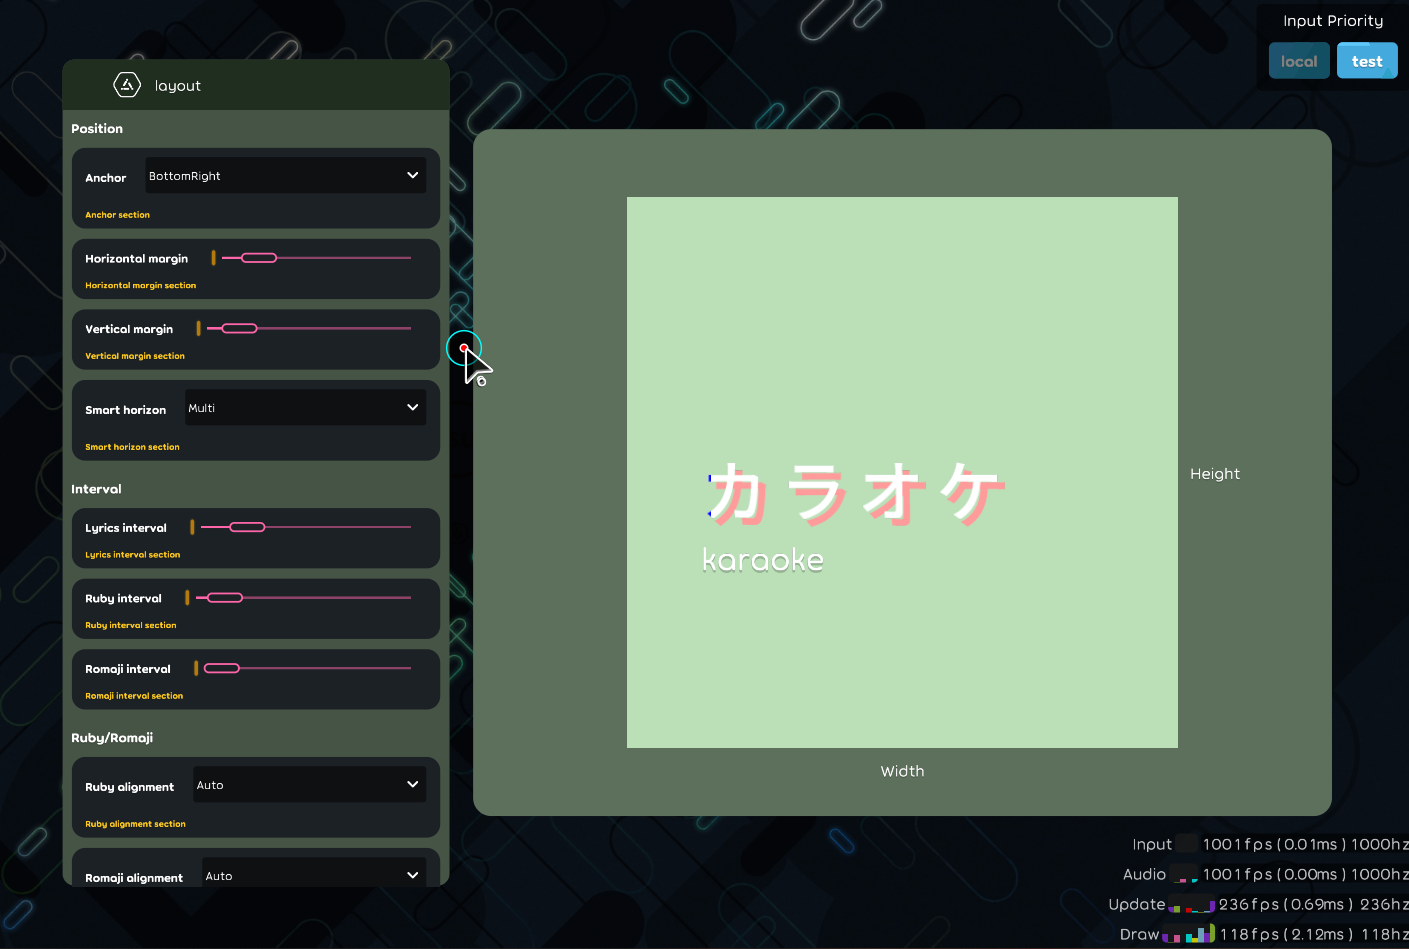 Input Priority
local
test
layout
Position
Anchor
BottomRight
Anchor section
Horizontal margin
Horizontal margin section
Vertical margin
Vertical margin section
Smart horizon
Multi
Smart horizon section
Interval
Lyrics interval
Lyrics interval section
Ruby interval
Ruby interval section
Romaji interval
Romaji interval section
Ruby/Romaji
Ruby alignment
Auto
Ruby alignment section
Romaji alignment
Auto
カラオケ
karaoke
Height
Width
Input 1001fps (0.01ms) 1000hz
Audio 1001fps (0.00ms) 1000hz
Update 236fps (0.69ms) 236hz
Draw 118fps (2.12ms) 118hz